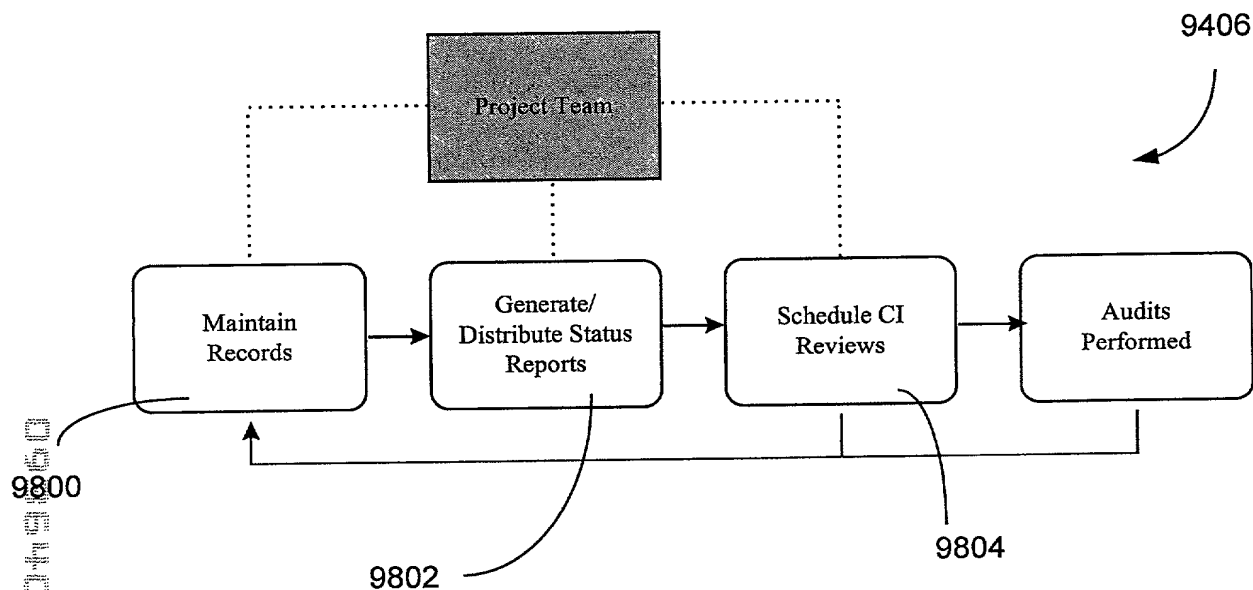 9406
Project Team
Maintain
Records
Generate/
Distribute Status
Reports
Schedule CI
Reviews
Audits
Performed
9800
9802
9804